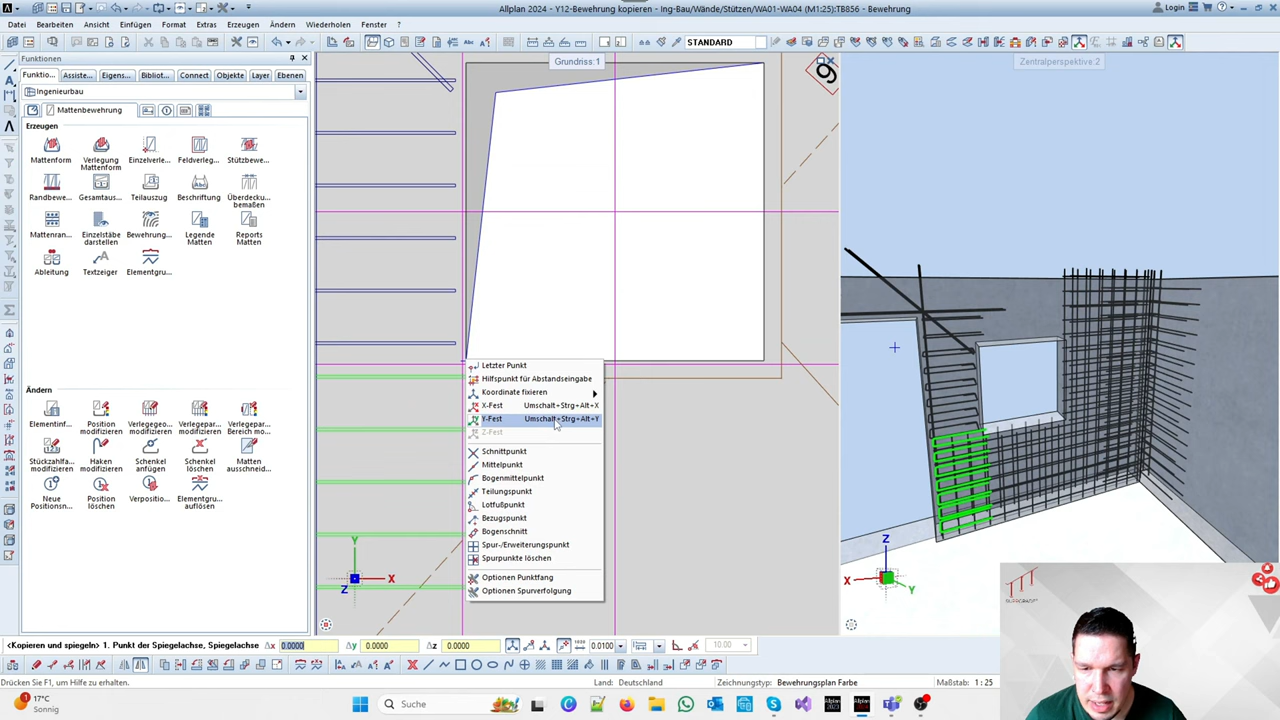 Allplan 2024 - Y12-Bewehrung kopieren - Ing-Bau/Wände/Stützen/WA01-WA04 (M1:25):TB856 - Bewehrung
Login
Datei Bearbeiten Ansicht Einfügen Format Extras Erzeugen Ändern Wiederholen Fenster ?
STANDARD
Funktionen
Funktio... Assiste... Eigens... Bibliot... Connect Objekte Layer Ebenen
Ingenieurbau
Mattenbewehrung
Erzeugen
Mattenform Verlegung Mattenform Einzelverle... Feldverleg... Stützbewe...
Randbewe... Gesamtaus... Teilauszug Beschriftung Überdecku... bemaßen
Mattenran... Einzelstäbe darstellen Bewehrung... Legende Matten Reports Matten
Ableitung Textzeiger Elementgru...
Ändern
Elementinf... Position modifizieren Verlegepar... modifizieren Verlegepar... Bereich mo...
Stückzahlfa... modifizieren Haken modifizieren Schenkel anfügen Schenkel löschen Matten ausschneid...
Neue Positionsn... Position löschen Verpositio... Elementgru... auflösen
Grundriss:1
9
Zentralperspektive:2
Letzter Punkt
Hilfspunkt für Abstandseingabe
Koordinate fixieren
X-Fest Umschalt+Strg+Alt+X
Y-Fest Umschalt+Strg+Alt+Y
Z-Fest
Schnittpunkt
Mittelpunkt
Bogenmittelpunkt
Teilungspunkt
Lotfußpunkt
Bezugspunkt
Bogenschnitt
Spur-/Erweiterungspunkt
Spurpunkte löschen
Optionen Punktfang
Optionen Spurverfolgung
Y
X
Z
Z
X
Y
<Kopieren und spiegeln> 1. Punkt der Spiegelachse, Spiegelachse Δx 0.0000 Δy 0.0000 Δz 0.0000 0.0100 10.00
Drücken Sie F1, um Hilfe zu erhalten. Land: Deutschland Zeichnungstyp: Bewehrungsplan Farbe Maßstab: 1 : 25
17°C
Sonnig
Suche